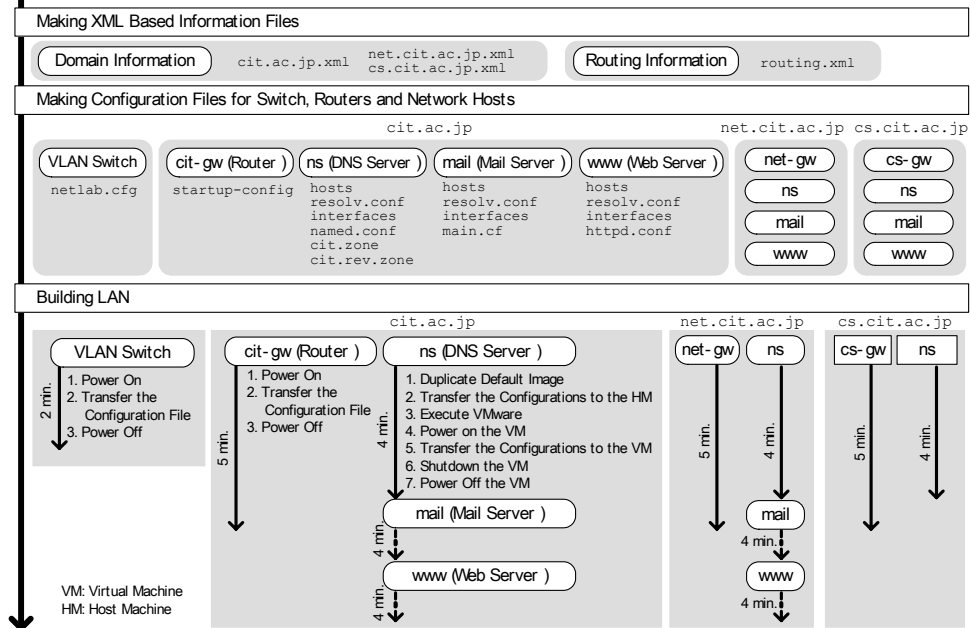 Making XML Based Information Files
Domain Information
cit.ac.jp.xml
net.cit.ac.jp.xml
cs.cit.ac.jp.xml
Routing Information
routing.xml
Making Configuration Files for Switch, Routers and Network Hosts
cit.ac.jp
net.cit.ac.jp
cs.cit.ac.jp
VLAN Switch
netlab.cfg
cit-gw (Router )
startup-config
ns (DNS Server )
hosts
resolv.conf
interfaces
named.conf
cit.zone
cit.rev.zone
mail (Mail Server )
hosts
resolv.conf
interfaces
main.cf
www (Web Server )
hosts
resolv.conf
interfaces
httpd.conf
net-gw
ns
mail
www
cs-gw
ns
mail
www
Building LAN
cit.ac.jp
net.cit.ac.jp
cs.cit.ac.jp
VLAN Switch
2 min.
1. Power On
2. Transfer the
Configuration File
3. Power Off
cit-gw (Router )
5 min.
1. Power On
2. Transfer the
Configuration File
3. Power Off
ns (DNS Server )
4 min.
1. Duplicate Default Image
2. Transfer the Configurations to the HM
3. Execute VMware
4. Power on the VM
5. Transfer the Configurations to the VM
6. Shutdown the VM
7. Power Off the VM
mail (Mail Server )
4 min.
www (Web Server )
4 min.
net-gw
5 min.
ns
4 min.
mail
4 min.
www
4 min.
cs-gw
5 min.
ns
4 min.
VM: Virtual Machine
HM: Host Machine